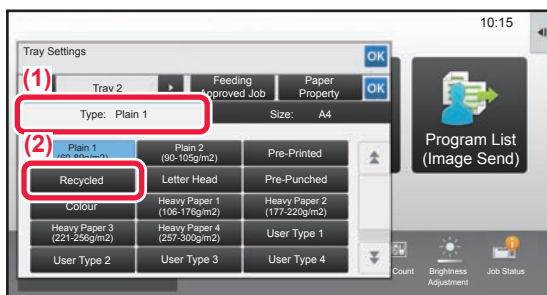 10:15
Tray Settings
OK
(1)
Tray 2
Feeding
Approved Job
Paper
Property
OK
Type: Plain 1
Size: A4
(2)
Plain 1
(60-89g/m2)
Plain 2
(90-105g/m2)
Pre-Printed
Recycled
Letter Head
Pre-Punched
Colour
Heavy Paper 1
(106-176g/m2)
Heavy Paper 2
(177-220g/m2)
Heavy Paper 3
(221-256g/m2)
Heavy Paper 4
(257-300g/m2)
User Type 1
User Type 2
User Type 3
User Type 4
Program List
(Image Send)
Count
Brightness
Adjustment
Job Status